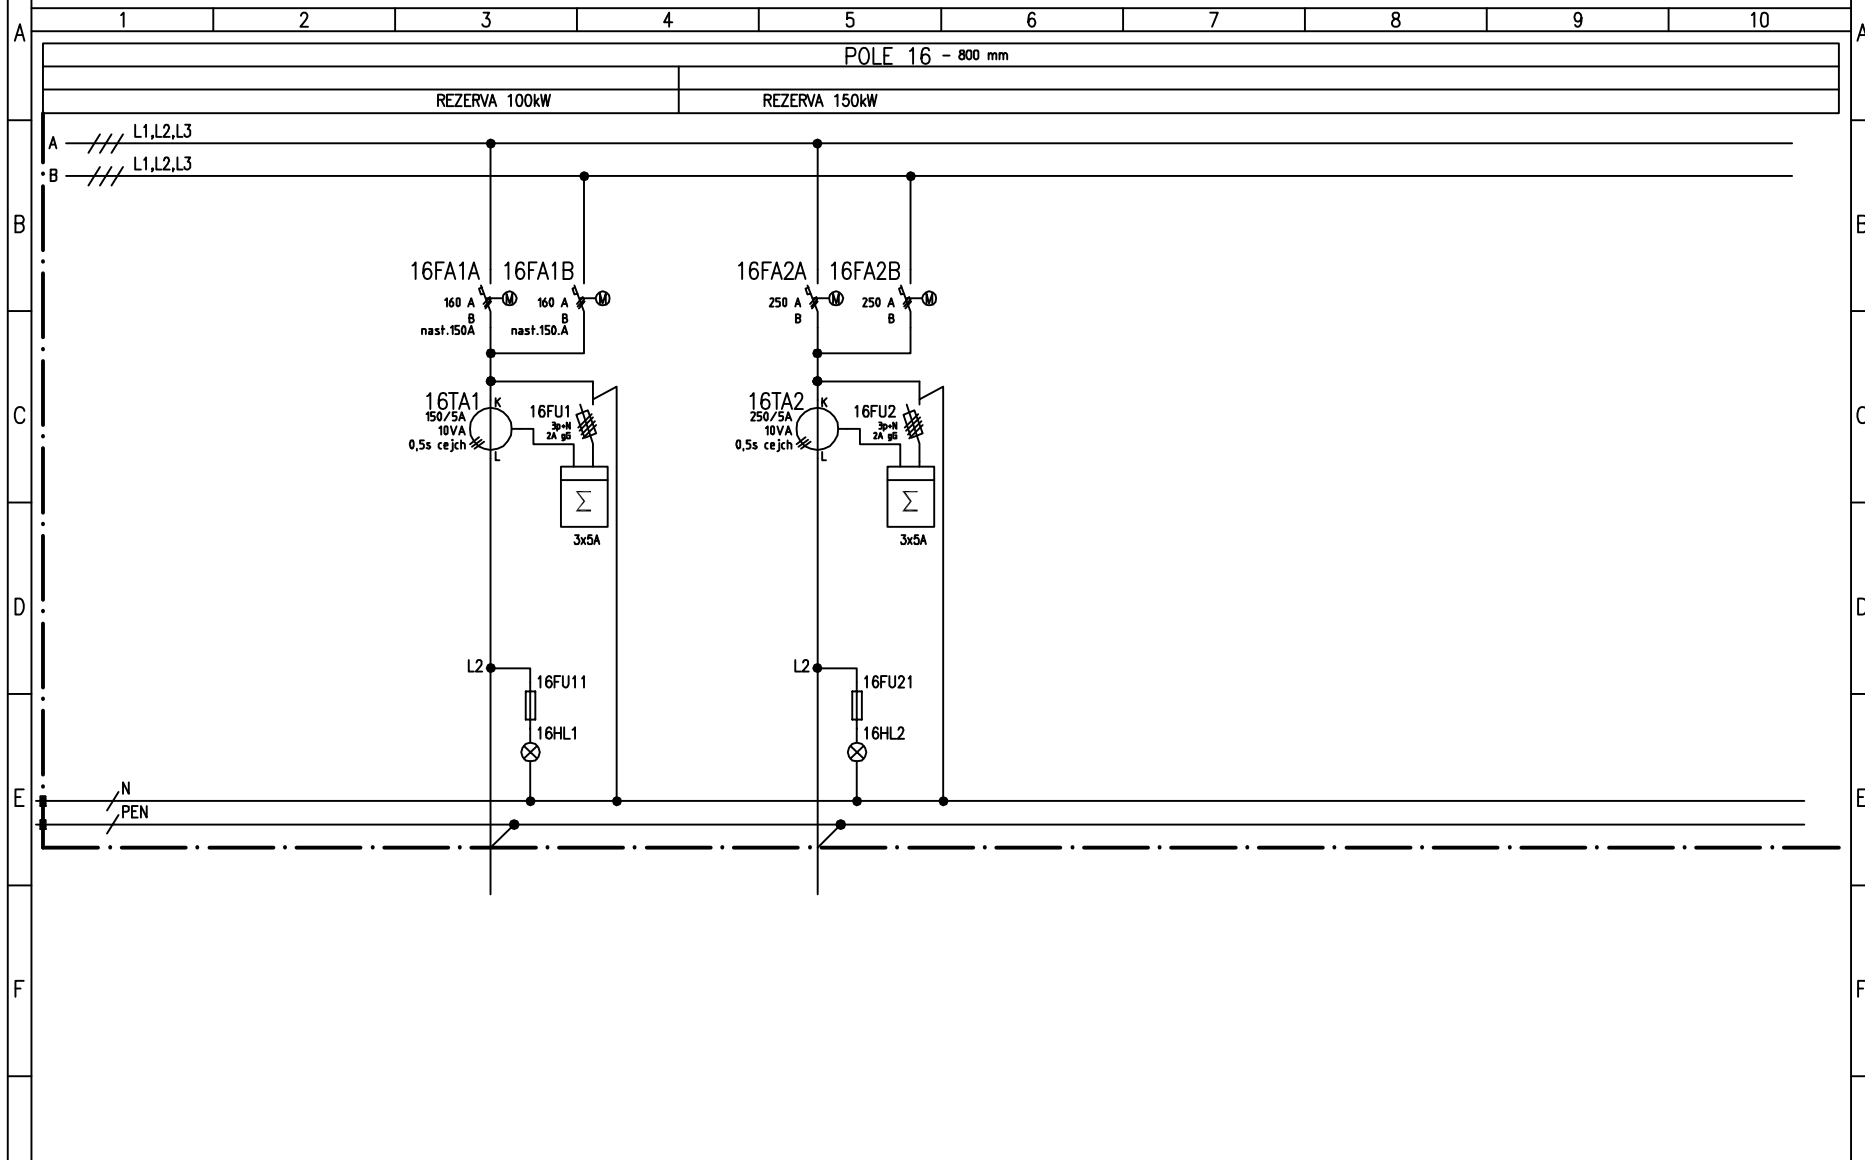 1 2 3 4 5 6 7 8 9 10
A A
POLE 16 - 800 mm
REZERVA 100kW REZERVA 150kW
A L1,L2,L3
B L1,L2,L3
B B
16FA1A 16FA1B 16FA2A 16FA2B
M M M M
160 A 160 A 250 A 250 A
B B B B
nast.150A nast.150.A
16TA1 K 16TA2 K
150/5A 16FU1 250/5A 16FU2
C C
10VA 3p+N 10VA 3p+N
2A gG 2A gG
0,5s cejch 0,5s cejch
L L
Σ Σ
3x5A 3x5A
D D
L2 L2
16FU11 16FU21
16HL1 16HL2
N
E E
PEN
F F